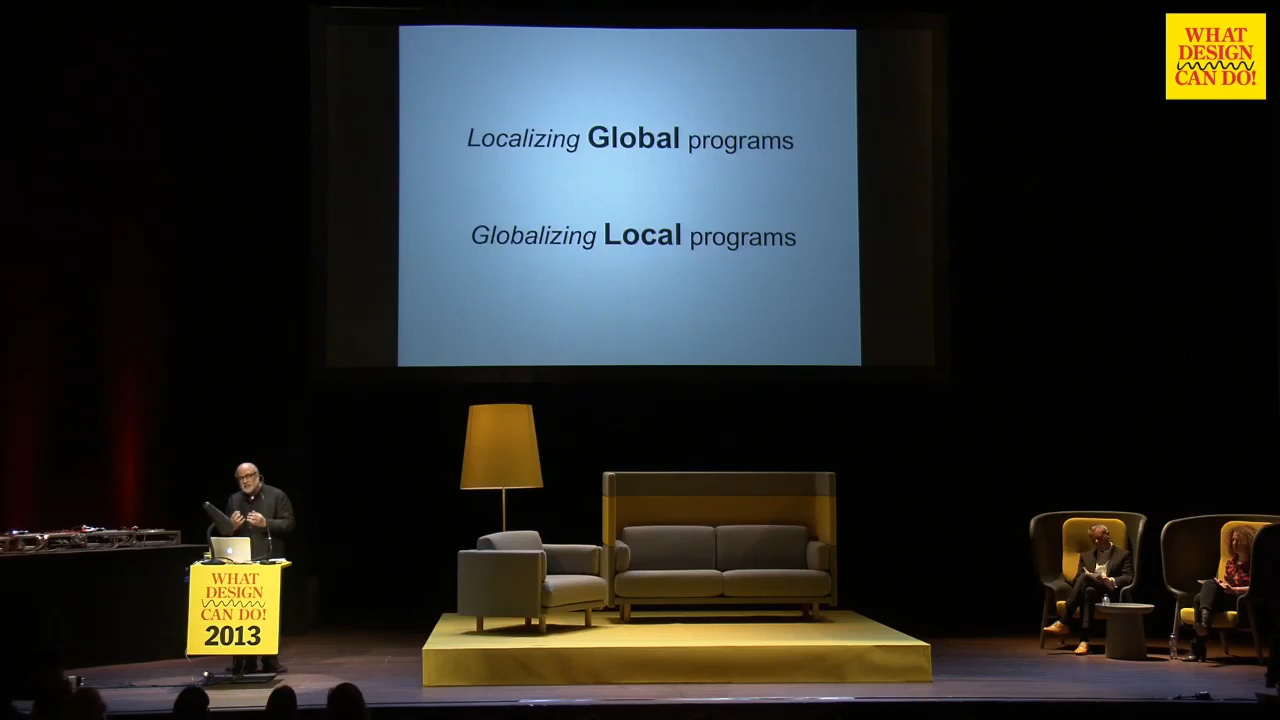 Localizing Global programs
Globalizing Local programs
WHAT
DESIGN
CAN DO!
WHAT
DESIGN
CAN DO!
2013